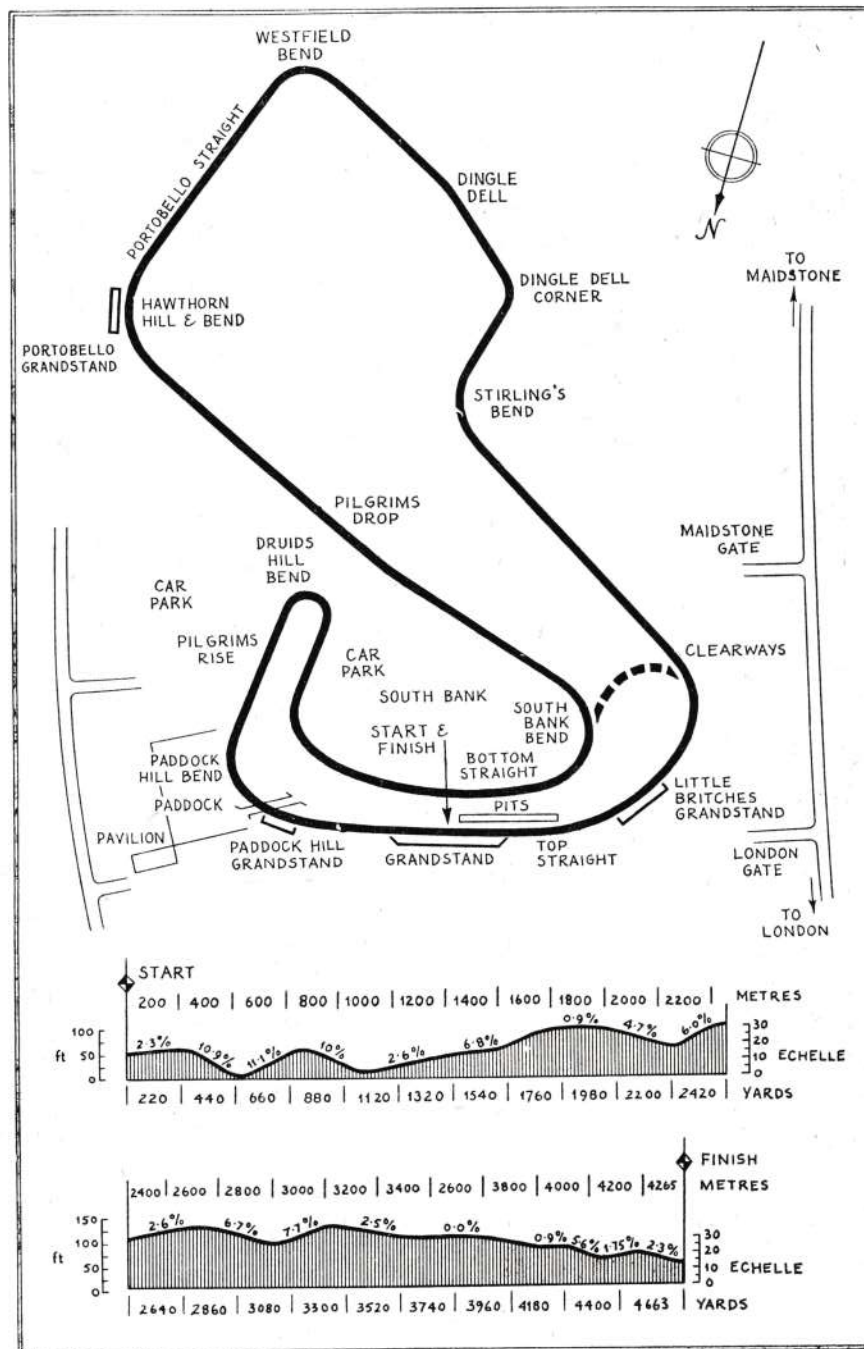 WESTFIELD
BEND
PORTOBELLO STRAIGHT
DINGLE
DELL
N
TO
MAIDSTONE
DINGLE DELL
CORNER
HAWTHORN
HILL & BEND
PORTOBELLO
GRANDSTAND
STIRLING'S
BEND
PILGRIMS
DROP
MAIDSTONE
GATE
DRUIDS
HILL
BEND
CAR
PARK
PILGRIMS
RISE
CAR
PARK
CLEARWAYS
SOUTH BANK
SOUTH
BANK
BEND
START &
FINISH
BOTTOM
STRAIGHT
PADDOCK
HILL BEND
PADDOCK
PITS
LITTLE
BRITCHES
GRANDSTAND
PAVILION
PADDOCK HILL
GRANDSTAND
GRANDSTAND
TOP
STRAIGHT
LONDON
GATE
TO
LONDON
START
200 400 600 800 1000 1200 1400 1600 1800 2000 2200 METRES
2.3% 10.9% 11.1% 10% 2.6% 6.8% 0.9% 4.7% 6.0%
ft 100 50 0
30 20 10 0 ECHELLE
220 440 660 880 1120 1320 1540 1760 1980 2200 2420 YARDS
FINISH
2400 2600 2800 3000 3200 3400 2600 3800 4000 4200 4265 METRES
2.6% 6.7% 7.7% 2.5% 0.0% 0.9% 5.6% 1.75% 2.3%
ft 150 100 50 0
30 20 10 0 ECHELLE
2640 2860 3080 3300 3520 3740 3960 4180 4400 4663 YARDS